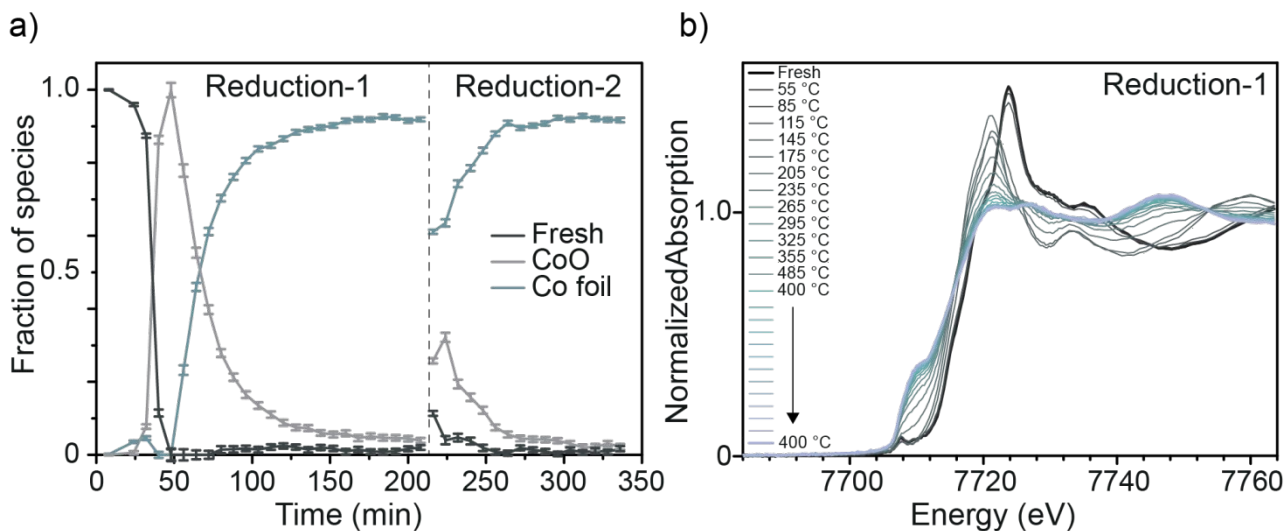 a)
Reduction-1
Reduction-2
Fraction of species
1.0
0.5
0
Fresh
CoO
Co foil
0 50 100 150 200 250 300 350
Time (min)
b)
Reduction-1
Fresh
55 °C
85 °C
115 °C
145 °C
175 °C
205 °C
235 °C
265 °C
295 °C
325 °C
355 °C
485 °C
400 °C
400 °C
NormalizedAbsorption
1.0
0
7700 7720 7740 7760
Energy (eV)